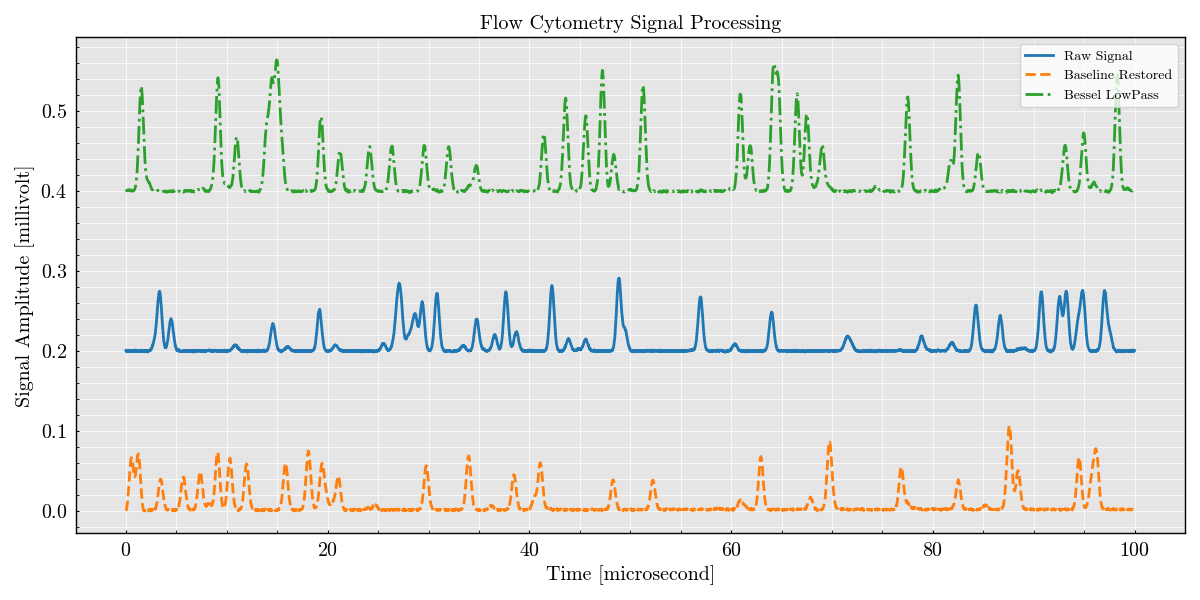 Flow Cytometry Signal Processing
Raw Signal
Baseline Restored
Bessel LowPass
Signal Amplitude [millivolt]
0.5
0.4
0.3
0.2
0.1
0.0
0 20 40 60 80 100
Time [microsecond]